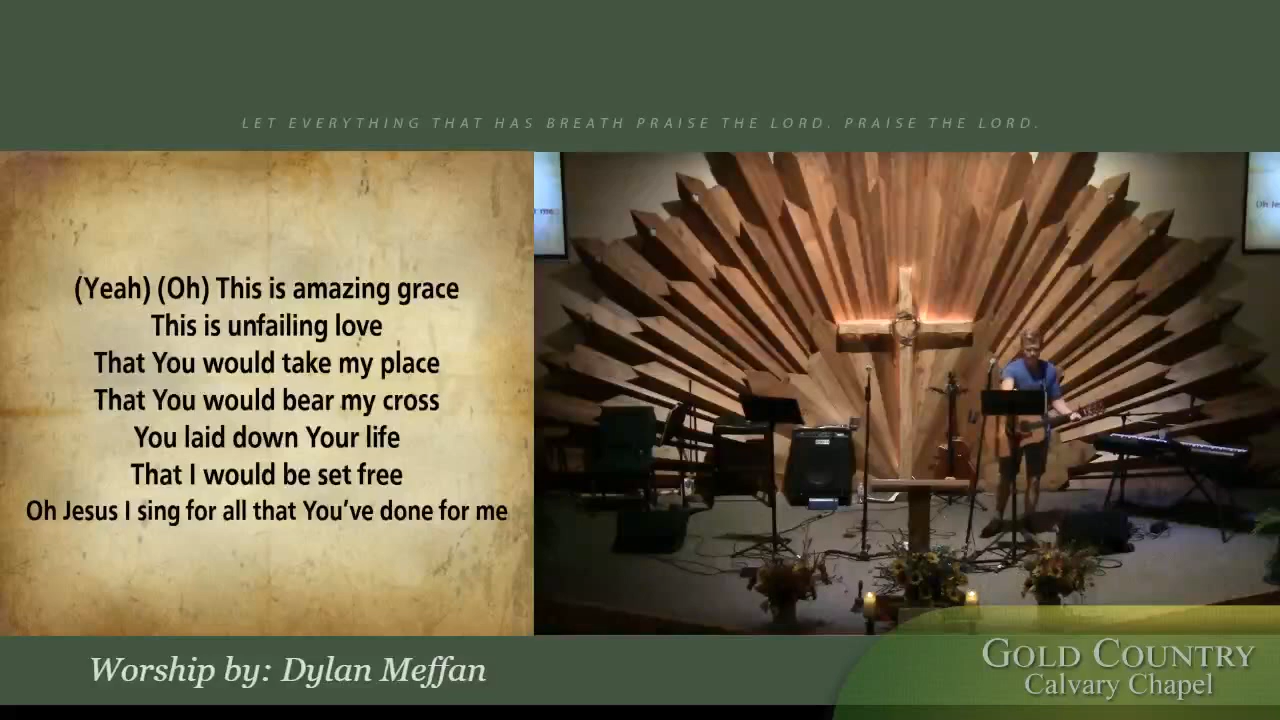 LET EVERYTHING THAT HAS BREATH PRAISE THE LORD. PRAISE THE LORD.
(Yeah) (Oh) This is amazing grace
This is unfailing love
That You would take my place
That You would bear my cross
You laid down Your life
That I would be set free
Oh Jesus I sing for all that You've done for me
Worship by: Dylan Meffan
GOLD COUNTRY
Calvary Chapel